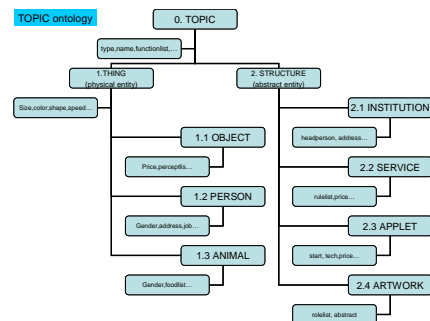 TOPIC ontology
0. TOPIC
type,name,functionlist,...
1.THING
(physical entity)
2. STRUCTURE
(abstract entity)
Size,color,shape,speed...
2.1 INSTITUTION
headperson, address...
1.1 OBJECT
Price,perceptlis...
2.2 SERVICE
rulelist,price...
1.2 PERSON
Gender,address,job...
2.3 APPLET
start, tech,price...
1.3 ANIMAL
Gender,foodlist...
2.4 ARTWORK
rolelist, abstract